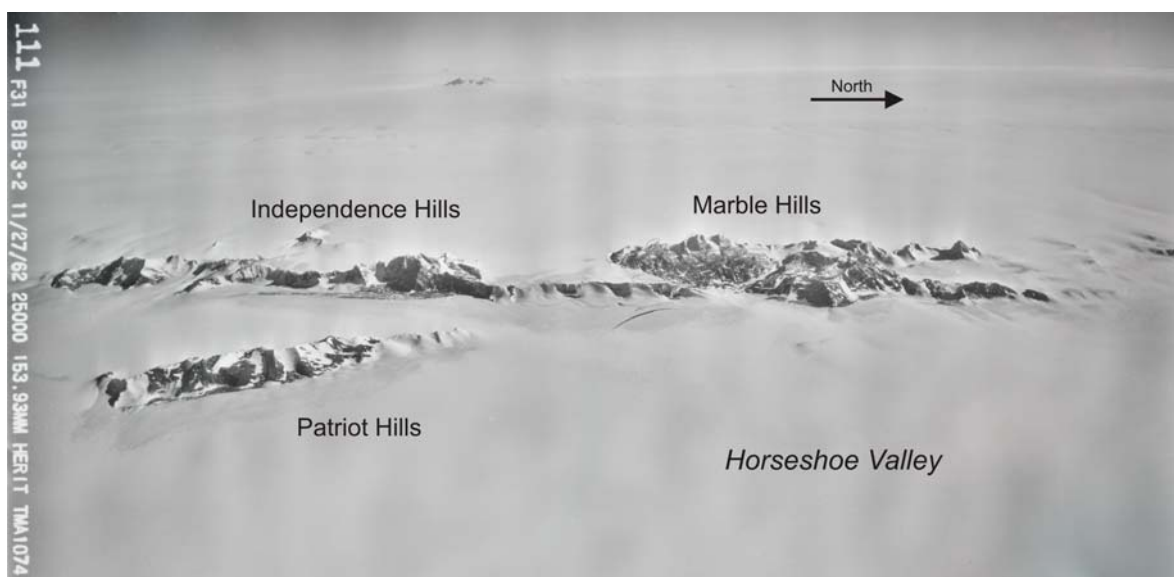 111 F31 B1B-3-2 11/27/62 25000 153.93MM HERIT TMA1074
North
Independence Hills
Marble Hills
Patriot Hills
Horseshoe Valley